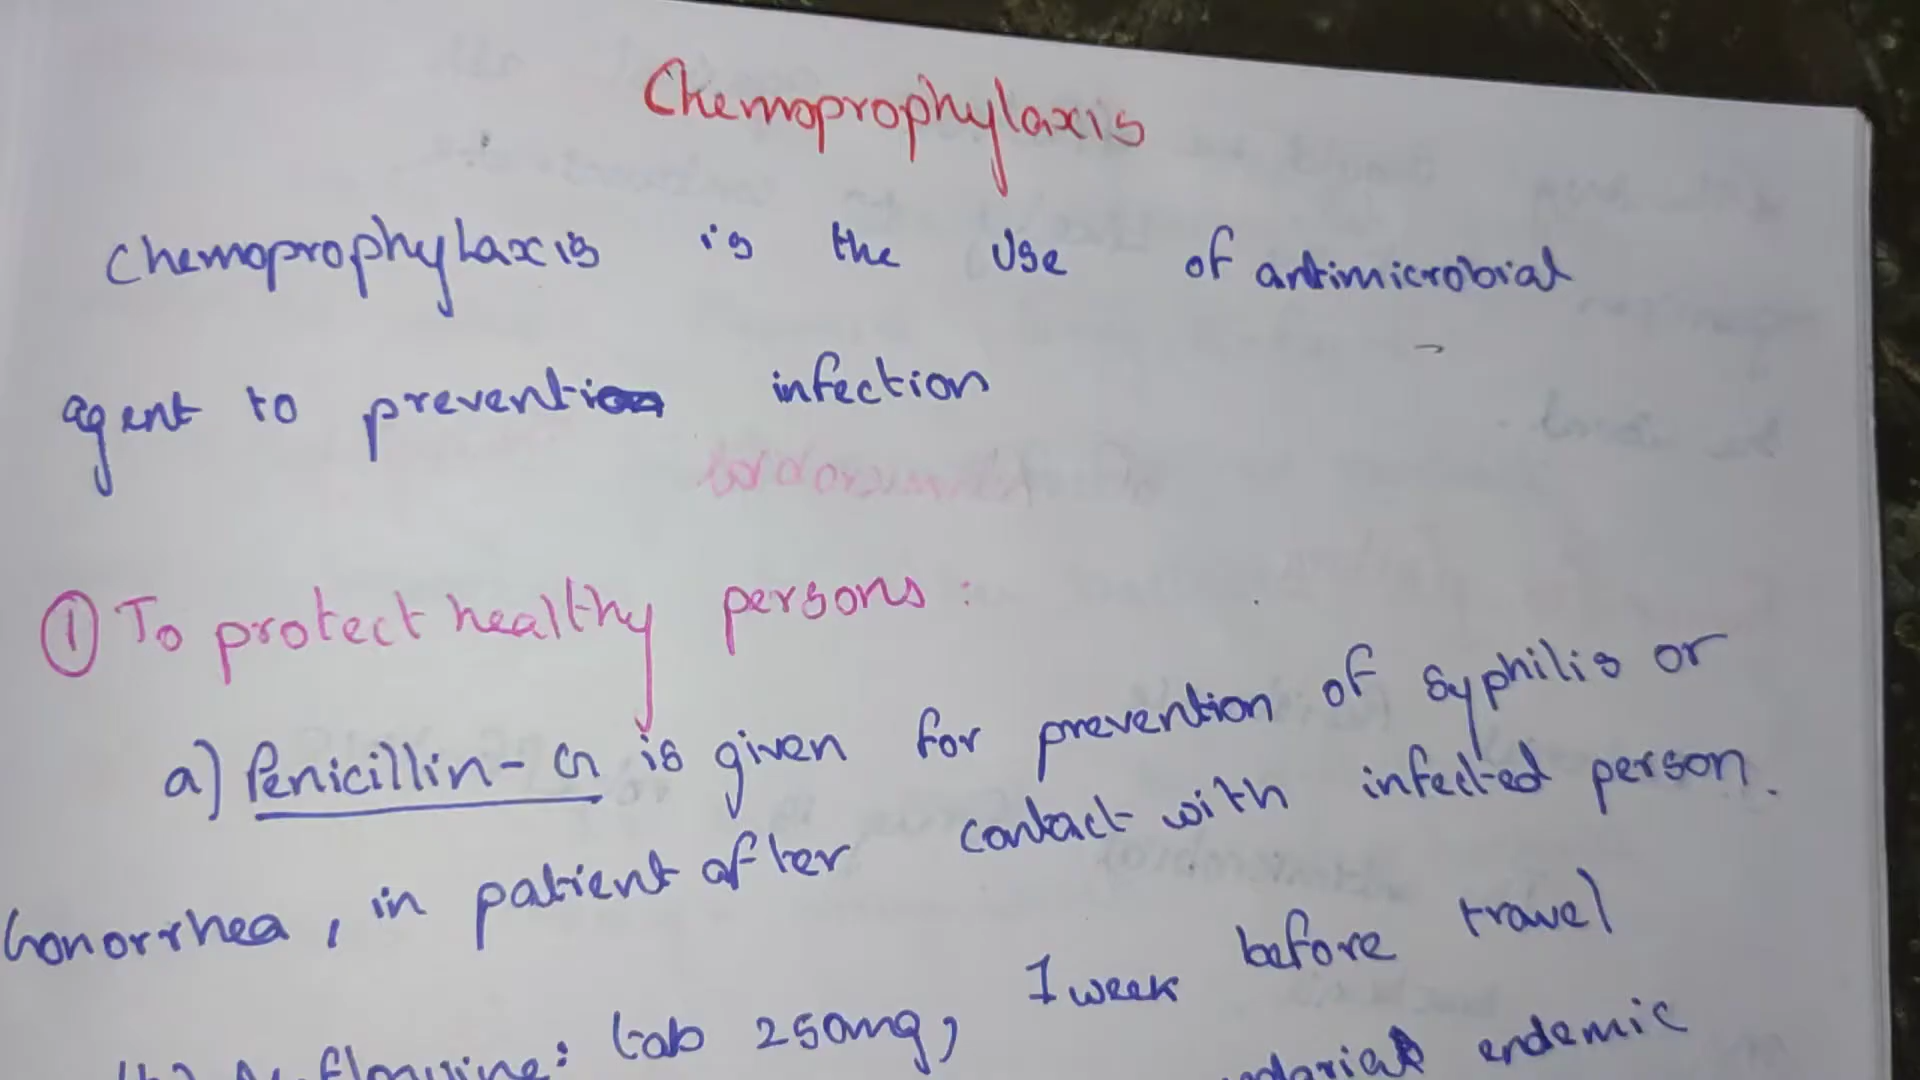 Chemoprophylaxis
Chemoprophylaxis is the use of antimicrobial
agent to prevent infection
① To protect healthy persons:
a) Penicillin-G is given for prevention of syphilis or
Gonorrhea, in patient after contact with infected person.
tab 250mg, 1 week before travel
endemic